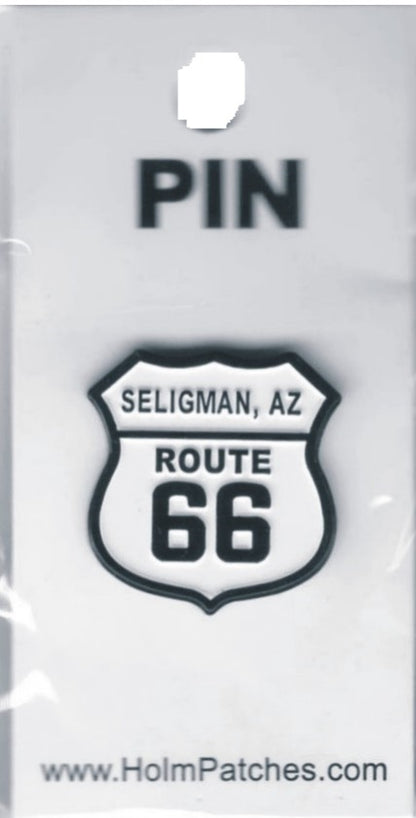 PIN
SELIGMAN, AZ
ROUTE
66
www.HolmPatches.com